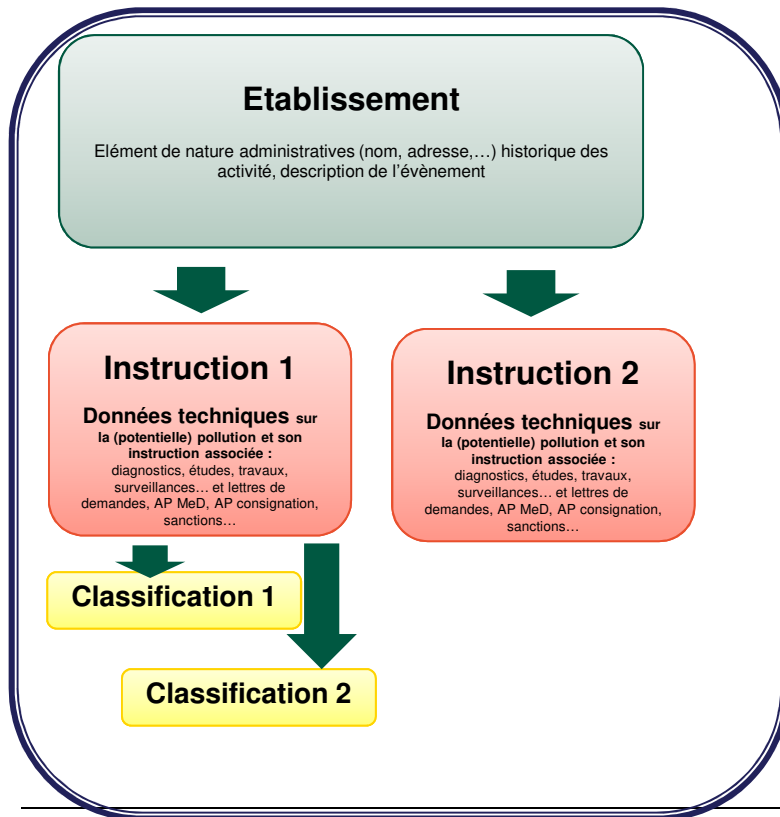 Etablissement
Elément de nature administratives (nom, adresse,…) historique des
activité, description de l’évènement
Instruction 1
Données techniques sur
la (potentielle) pollution et son
instruction associée :
diagnostics, études, travaux,
surveillances… et lettres de
demandes, AP MeD, AP consignation,
sanctions…
Instruction 2
Données techniques sur
la (potentielle) pollution et son
instruction associée :
diagnostics, études, travaux,
surveillances… et lettres de
demandes, AP MeD, AP consignation,
sanctions…
Classification 1
Classification 2